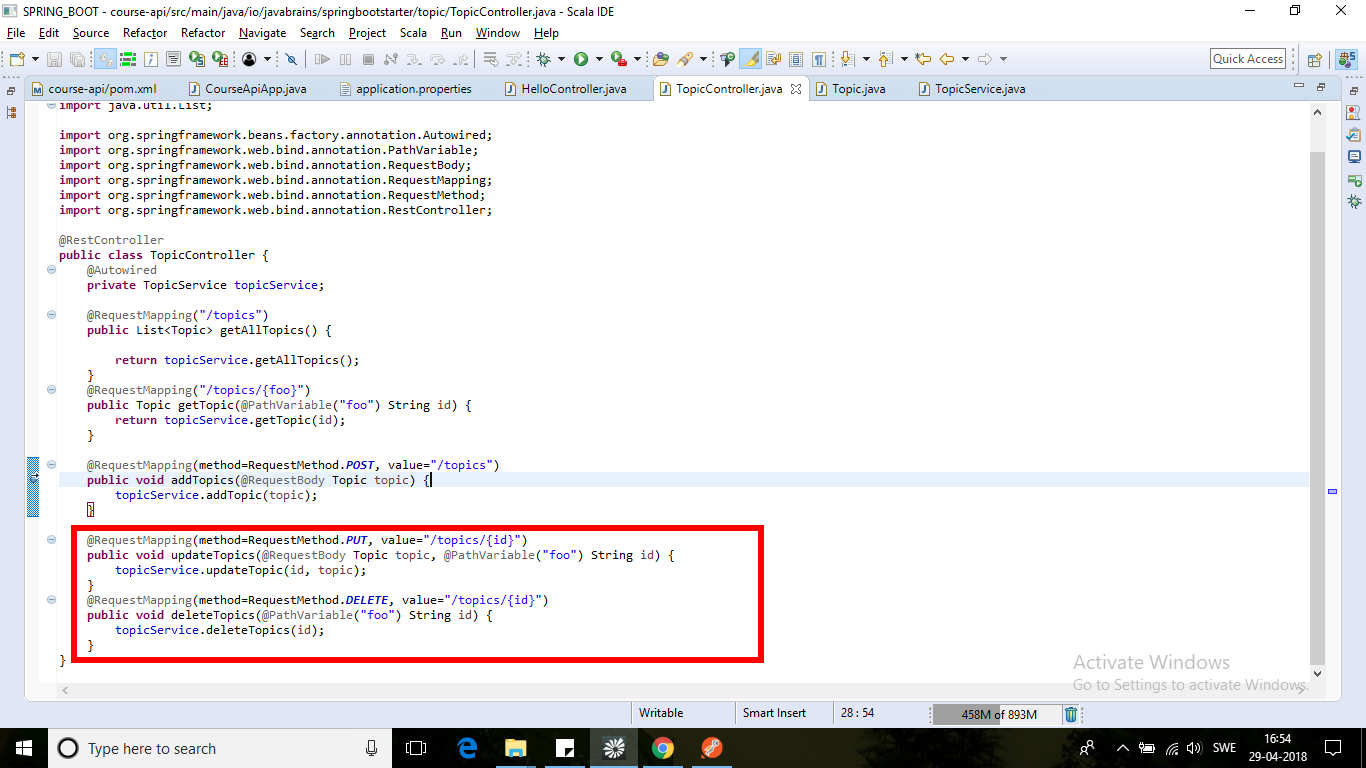 SPRING_BOOT - course-api/src/main/java/io/javabrains/springbootstarter/topic/TopicController.java - Scala IDE
File Edit Source Refactor Refactor Navigate Search Project Scala Run Window Help
Quick Access
course-api/pom.xml CourseApiApp.java application.properties HelloController.java TopicController.java Topic.java TopicService.java
import java.util.List;
import org.springframework.beans.factory.annotation.Autowired;
import org.springframework.web.bind.annotation.PathVariable;
import org.springframework.web.bind.annotation.RequestBody;
import org.springframework.web.bind.annotation.RequestMapping;
import org.springframework.web.bind.annotation.RequestMethod;
import org.springframework.web.bind.annotation.RestController;
@RestController
public class TopicController {
@Autowired
private TopicService topicService;
@RequestMapping("/topics")
public List<Topic> getAllTopics() {
return topicService.getAllTopics();
}
@RequestMapping("/topics/{foo}")
public Topic getTopic(@PathVariable("foo") String id) {
return topicService.getTopic(id);
}
@RequestMapping(method=RequestMethod.POST, value="/topics")
public void addTopics(@RequestBody Topic topic) {
topicService.addTopic(topic);
}
@RequestMapping(method=RequestMethod.PUT, value="/topics/{id}")
public void updateTopics(@RequestBody Topic topic, @PathVariable("foo") String id) {
topicService.updateTopic(id, topic);
}
@RequestMapping(method=RequestMethod.DELETE, value="/topics/{id}")
public void deleteTopics(@PathVariable("foo") String id) {
topicService.deleteTopics(id);
}
}
Activate Windows
Go to Settings to activate Windows.
Writable Smart Insert 28 : 54 458M of 893M
Type here to search
SWE
16:54
29-04-2018